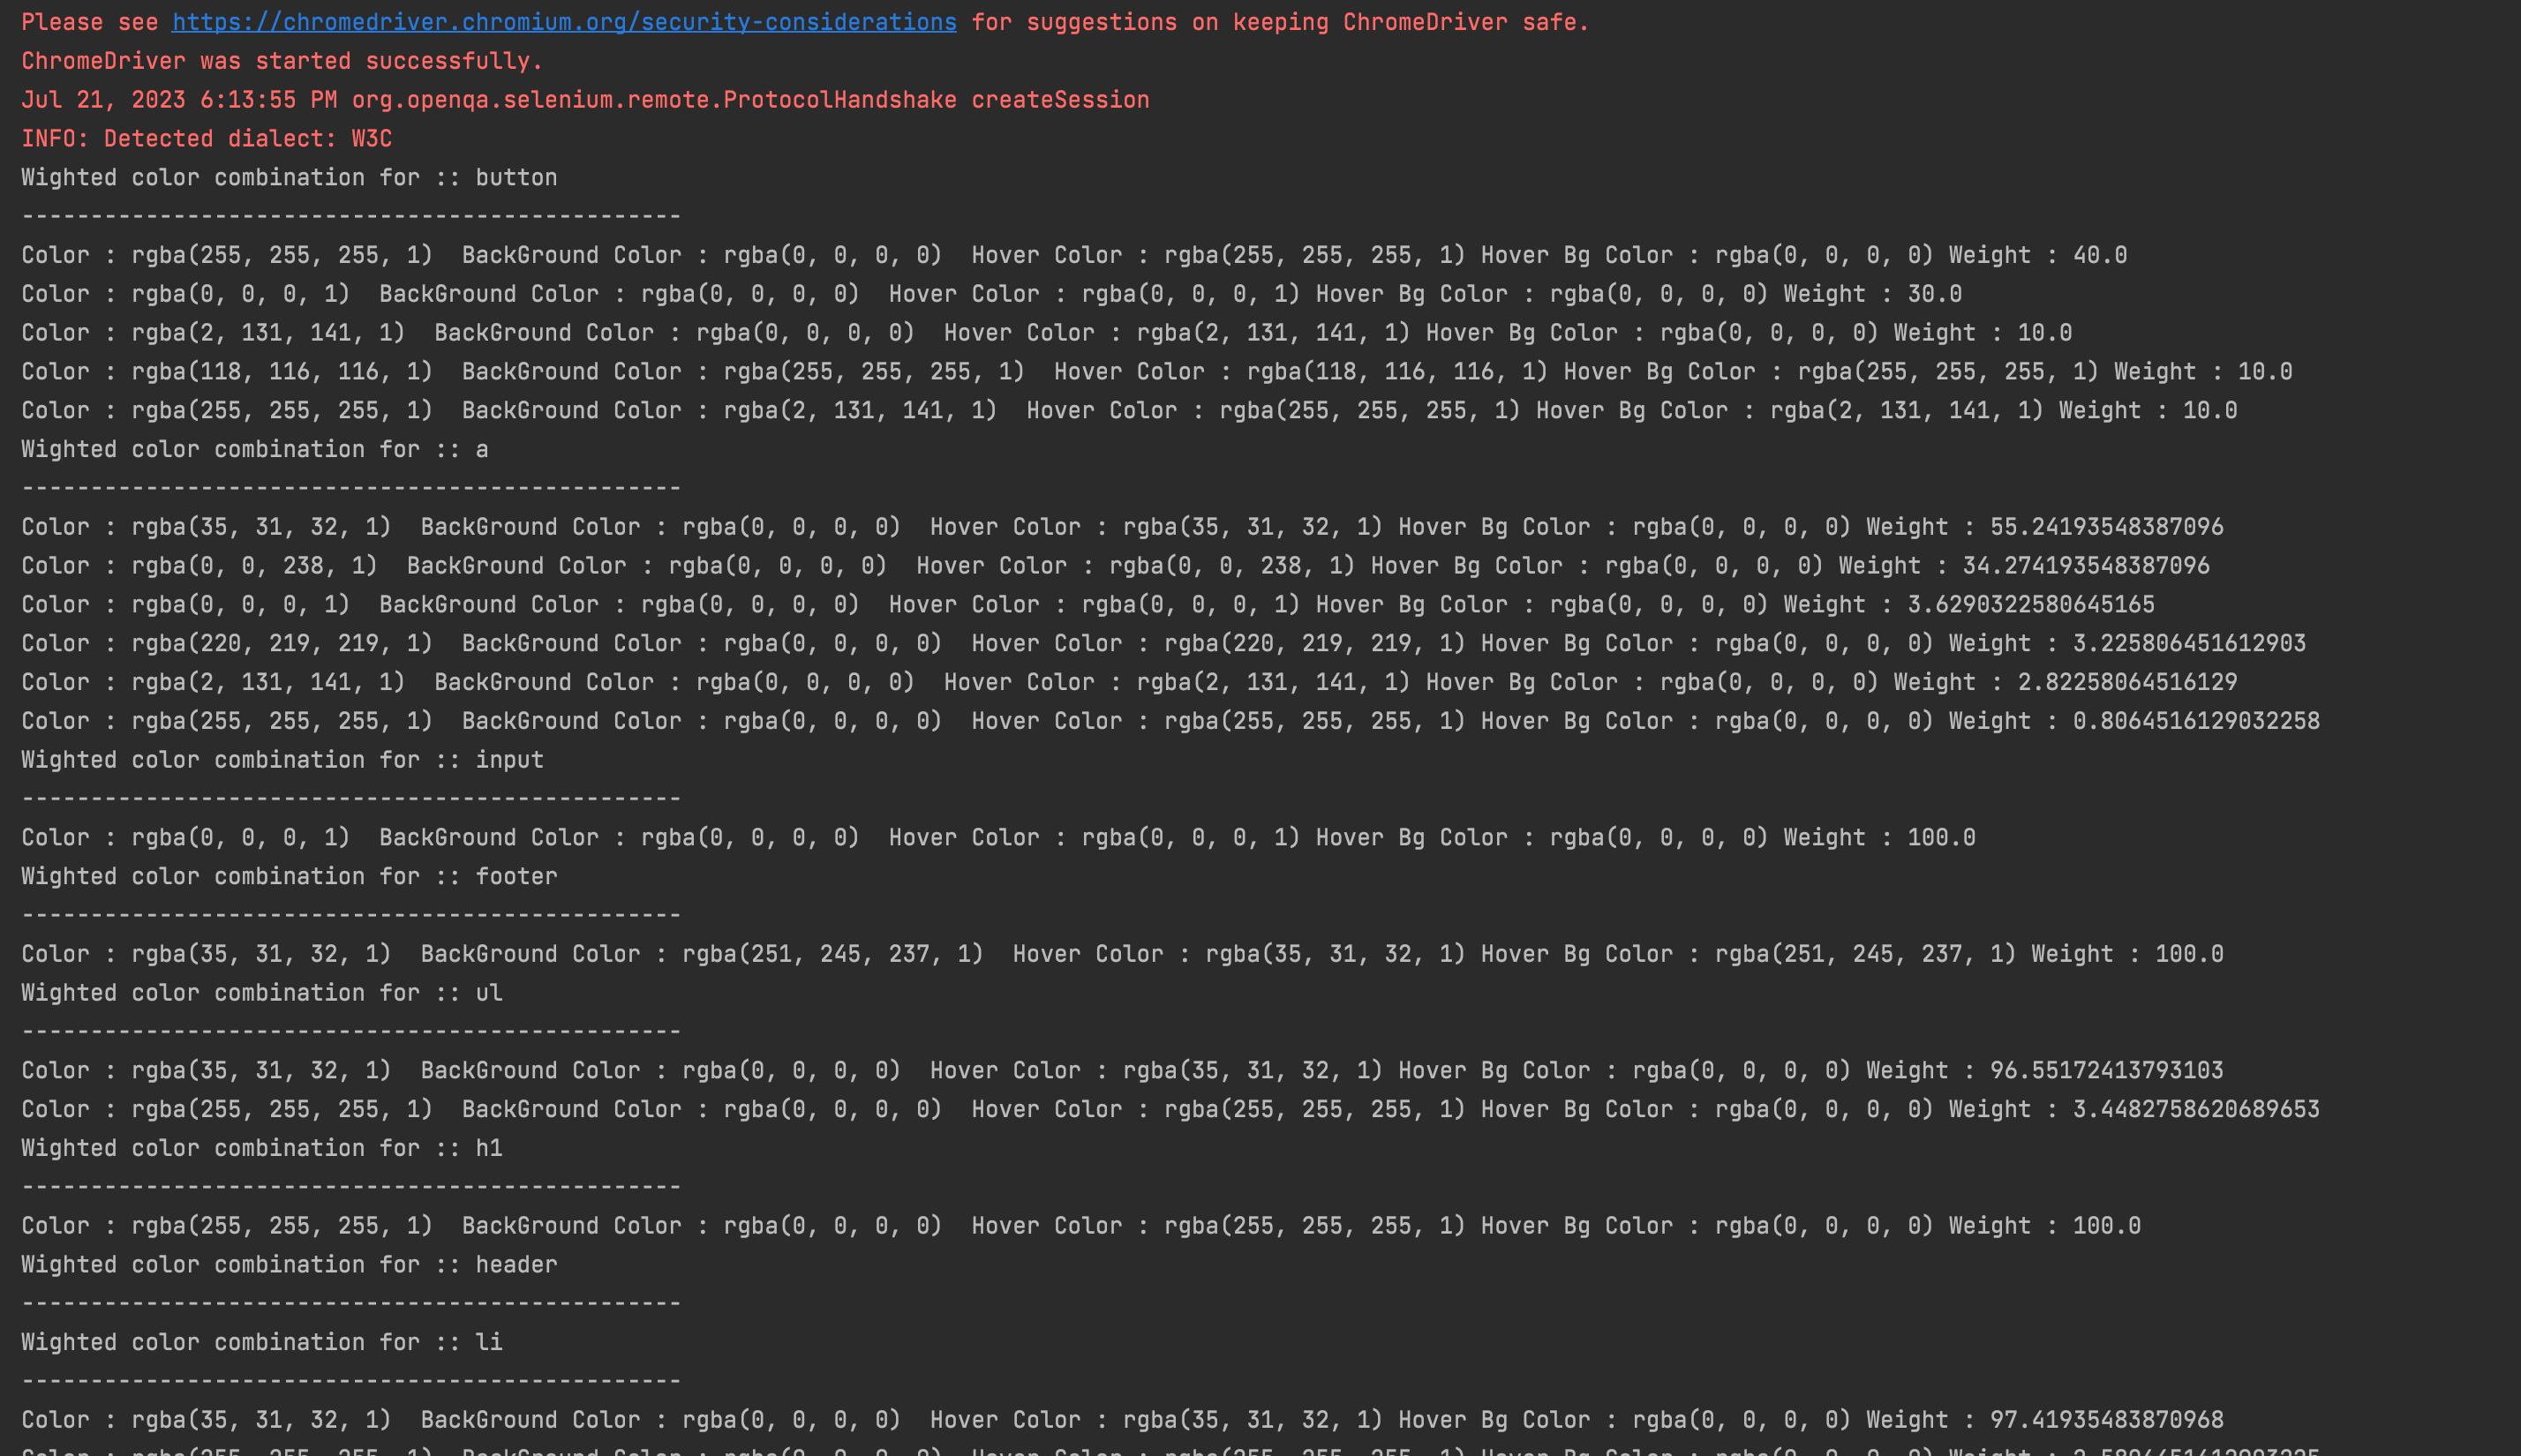 Please see https://chromedriver.chromium.org/security-considerations for suggestions on keeping ChromeDriver safe.
ChromeDriver was started successfully.
Jul 21, 2023 6:13:55 PM org.openqa.selenium.remote.ProtocolHandshake createSession
INFO: Detected dialect: W3C
Wighted color combination for :: button
------------------------------------------------
Color : rgba(255, 255, 255, 1)  BackGround Color : rgba(0, 0, 0, 0)  Hover Color : rgba(255, 255, 255, 1) Hover Bg Color : rgba(0, 0, 0, 0) Weight : 40.0
Color : rgba(0, 0, 0, 1)  BackGround Color : rgba(0, 0, 0, 0)  Hover Color : rgba(0, 0, 0, 1) Hover Bg Color : rgba(0, 0, 0, 0) Weight : 30.0
Color : rgba(2, 131, 141, 1)  BackGround Color : rgba(0, 0, 0, 0)  Hover Color : rgba(2, 131, 141, 1) Hover Bg Color : rgba(0, 0, 0, 0) Weight : 10.0
Color : rgba(118, 116, 116, 1)  BackGround Color : rgba(255, 255, 255, 1)  Hover Color : rgba(118, 116, 116, 1) Hover Bg Color : rgba(255, 255, 255, 1) Weight : 10.0
Color : rgba(255, 255, 255, 1)  BackGround Color : rgba(2, 131, 141, 1)  Hover Color : rgba(255, 255, 255, 1) Hover Bg Color : rgba(2, 131, 141, 1) Weight : 10.0
Wighted color combination for :: a
------------------------------------------------
Color : rgba(35, 31, 32, 1)  BackGround Color : rgba(0, 0, 0, 0)  Hover Color : rgba(35, 31, 32, 1) Hover Bg Color : rgba(0, 0, 0, 0) Weight : 55.24193548387096
Color : rgba(0, 0, 238, 1)  BackGround Color : rgba(0, 0, 0, 0)  Hover Color : rgba(0, 0, 238, 1) Hover Bg Color : rgba(0, 0, 0, 0) Weight : 34.274193548387096
Color : rgba(0, 0, 0, 1)  BackGround Color : rgba(0, 0, 0, 0)  Hover Color : rgba(0, 0, 0, 1) Hover Bg Color : rgba(0, 0, 0, 0) Weight : 3.6290322580645165
Color : rgba(220, 219, 219, 1)  BackGround Color : rgba(0, 0, 0, 0)  Hover Color : rgba(220, 219, 219, 1) Hover Bg Color : rgba(0, 0, 0, 0) Weight : 3.225806451612903
Color : rgba(2, 131, 141, 1)  BackGround Color : rgba(0, 0, 0, 0)  Hover Color : rgba(2, 131, 141, 1) Hover Bg Color : rgba(0, 0, 0, 0) Weight : 2.82258064516129
Color : rgba(255, 255, 255, 1)  BackGround Color : rgba(0, 0, 0, 0)  Hover Color : rgba(255, 255, 255, 1) Hover Bg Color : rgba(0, 0, 0, 0) Weight : 0.8064516129032258
Wighted color combination for :: input
------------------------------------------------
Color : rgba(0, 0, 0, 1)  BackGround Color : rgba(0, 0, 0, 0)  Hover Color : rgba(0, 0, 0, 1) Hover Bg Color : rgba(0, 0, 0, 0) Weight : 100.0
Wighted color combination for :: footer
------------------------------------------------
Color : rgba(35, 31, 32, 1)  BackGround Color : rgba(251, 245, 237, 1)  Hover Color : rgba(35, 31, 32, 1) Hover Bg Color : rgba(251, 245, 237, 1) Weight : 100.0
Wighted color combination for :: ul
------------------------------------------------
Color : rgba(35, 31, 32, 1)  BackGround Color : rgba(0, 0, 0, 0)  Hover Color : rgba(35, 31, 32, 1) Hover Bg Color : rgba(0, 0, 0, 0) Weight : 96.55172413793103
Color : rgba(255, 255, 255, 1)  BackGround Color : rgba(0, 0, 0, 0)  Hover Color : rgba(255, 255, 255, 1) Hover Bg Color : rgba(0, 0, 0, 0) Weight : 3.4482758620689653
Wighted color combination for :: h1
------------------------------------------------
Color : rgba(255, 255, 255, 1)  BackGround Color : rgba(0, 0, 0, 0)  Hover Color : rgba(255, 255, 255, 1) Hover Bg Color : rgba(0, 0, 0, 0) Weight : 100.0
Wighted color combination for :: header
------------------------------------------------
Wighted color combination for :: li
------------------------------------------------
Color : rgba(35, 31, 32, 1)  BackGround Color : rgba(0, 0, 0, 0)  Hover Color : rgba(35, 31, 32, 1) Hover Bg Color : rgba(0, 0, 0, 0) Weight : 97.41935483870968